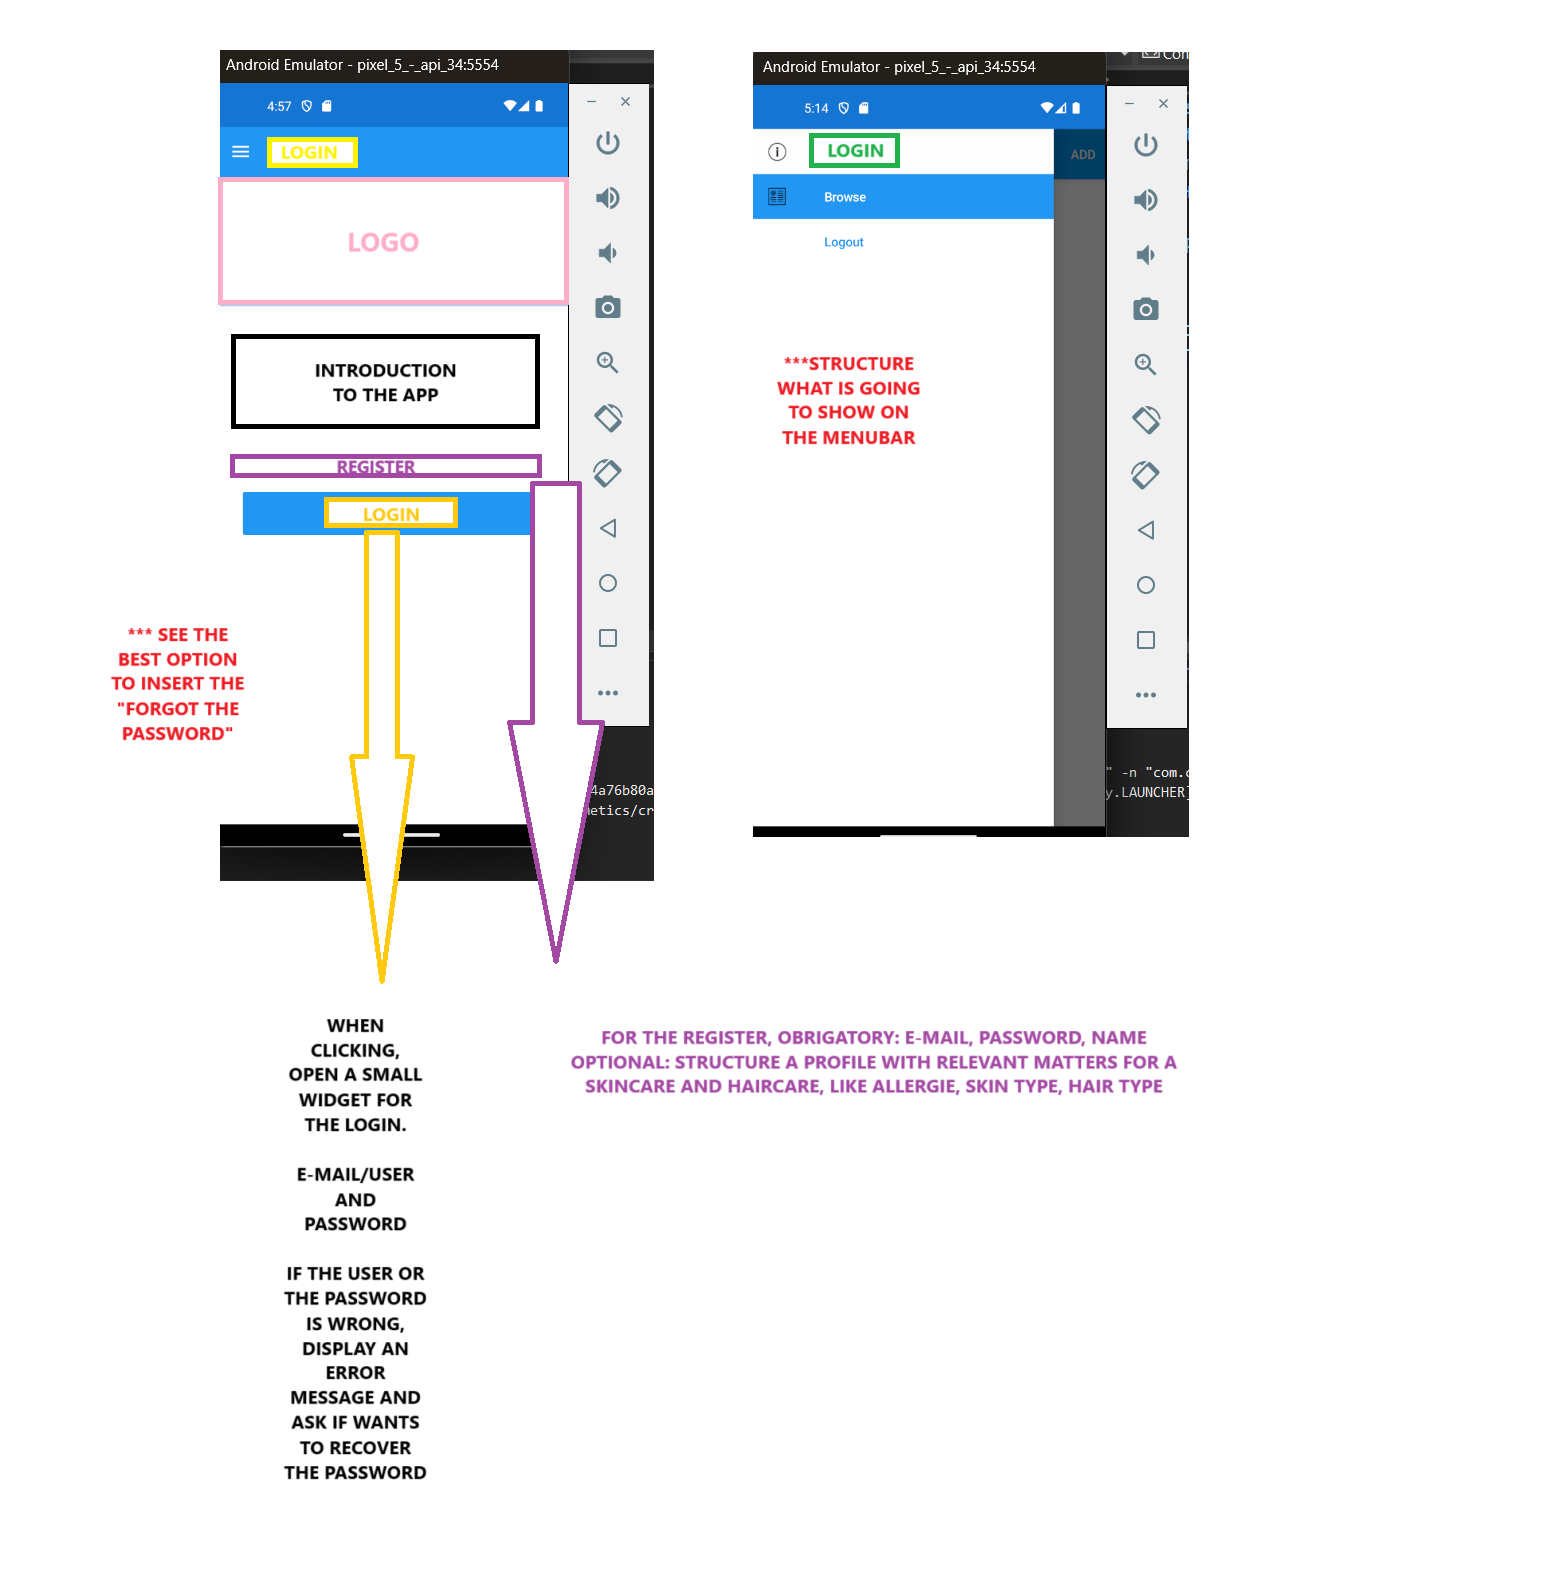 Android Emulator - pixel_5_-_api_34:5554
4:57
LOGIN
LOGO
INTRODUCTION
TO THE APP
REGISTER
LOGIN
*** SEE THE
BEST OPTION
TO INSERT THE
"FORGOT THE
PASSWORD"
4a76b80a
Android Emulator - pixel_5_-_api_34:5554
5:14
LOGIN
ADD
Browse
Logout
***STRUCTURE
WHAT IS GOING
TO SHOW ON
THE MENUBAR
" -n "com.c
y.LAUNCHER]
WHEN
CLICKING,
OPEN A SMALL
WIDGET FOR
THE LOGIN.
E-MAIL/USER
AND
PASSWORD
IF THE USER OR
THE PASSWORD
IS WRONG,
DISPLAY AN
ERROR
MESSAGE AND
ASK IF WANTS
TO RECOVER
THE PASSWORD
FOR THE REGISTER, OBRIGATORY: E-MAIL, PASSWORD, NAME
OPTIONAL: STRUCTURE A PROFILE WITH RELEVANT MATTERS FOR A
SKINCARE AND HAIRCARE, LIKE ALLERGIE, SKIN TYPE, HAIR TYPE